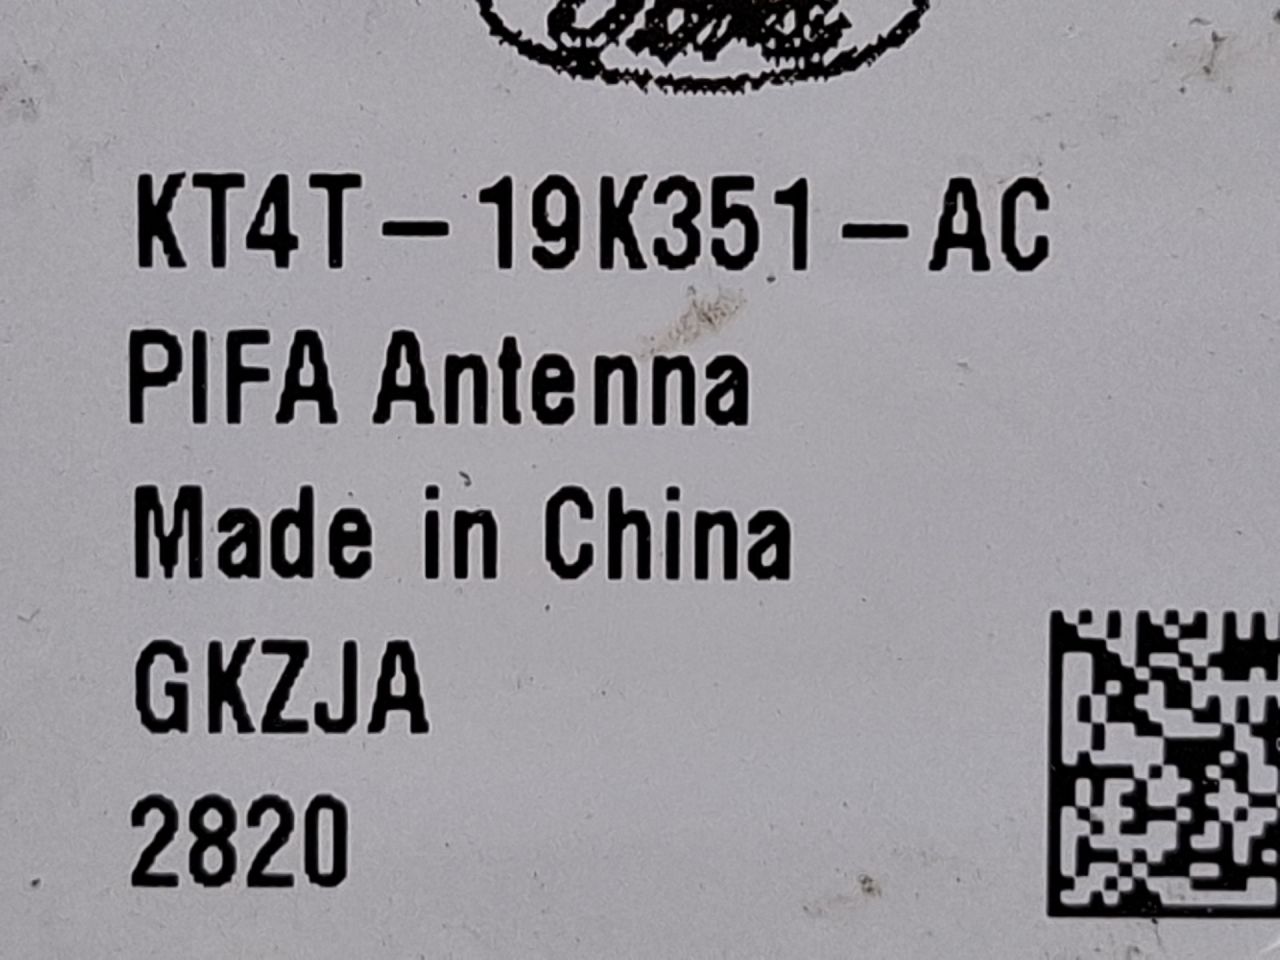 KT4T-19K351-AC
PIFA Antenna
Made in China
GKZJA
2820